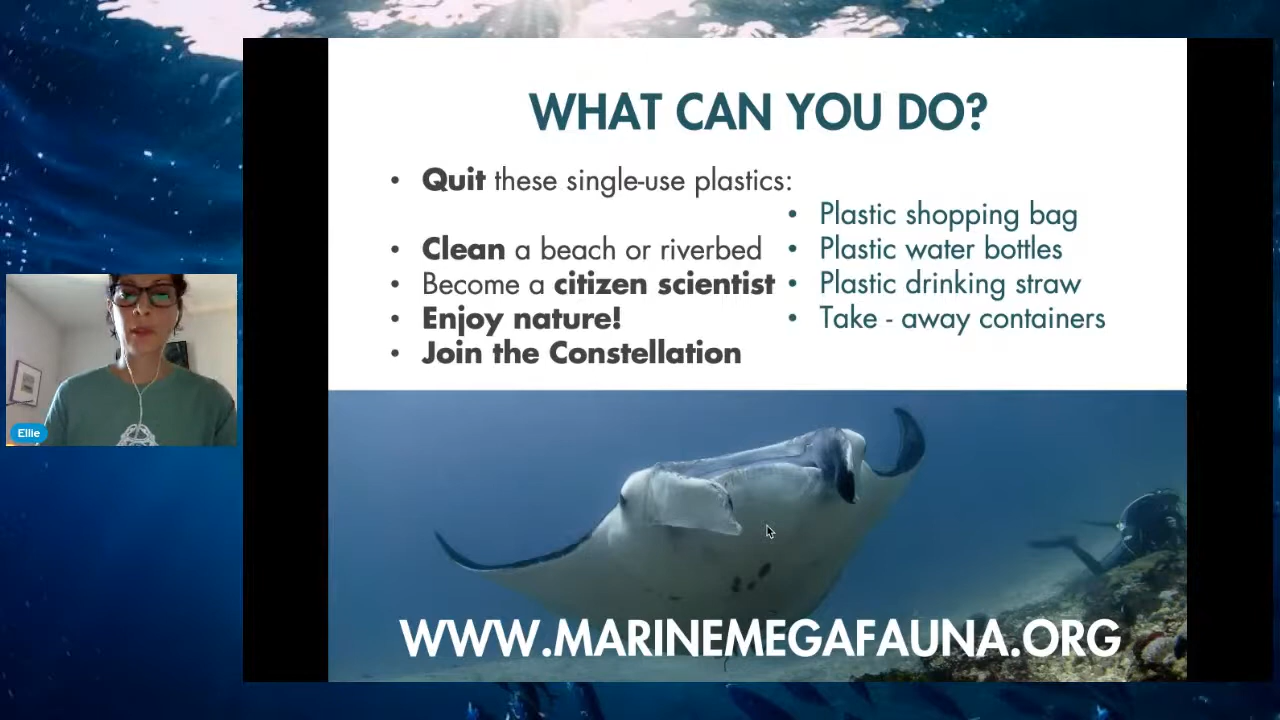 WHAT CAN YOU DO?
• Quit these single-use plastics:
• Plastic shopping bag
• Plastic water bottles
• Plastic drinking straw
• Take - away containers
• Clean a beach or riverbed
• Become a citizen scientist
• Enjoy nature!
• Join the Constellation
Ellie
WWW.MARINEMEGAFAUNA.ORG